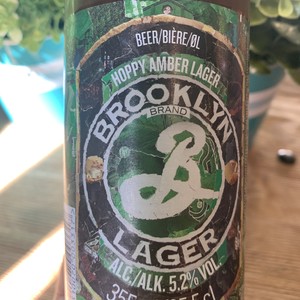 BEER/BIÈRE/ØL
HOPPY AMBER LAGER
BROOKLYN
BRAND
B
LAGER
ALC./ALK. 5.2% VOL.